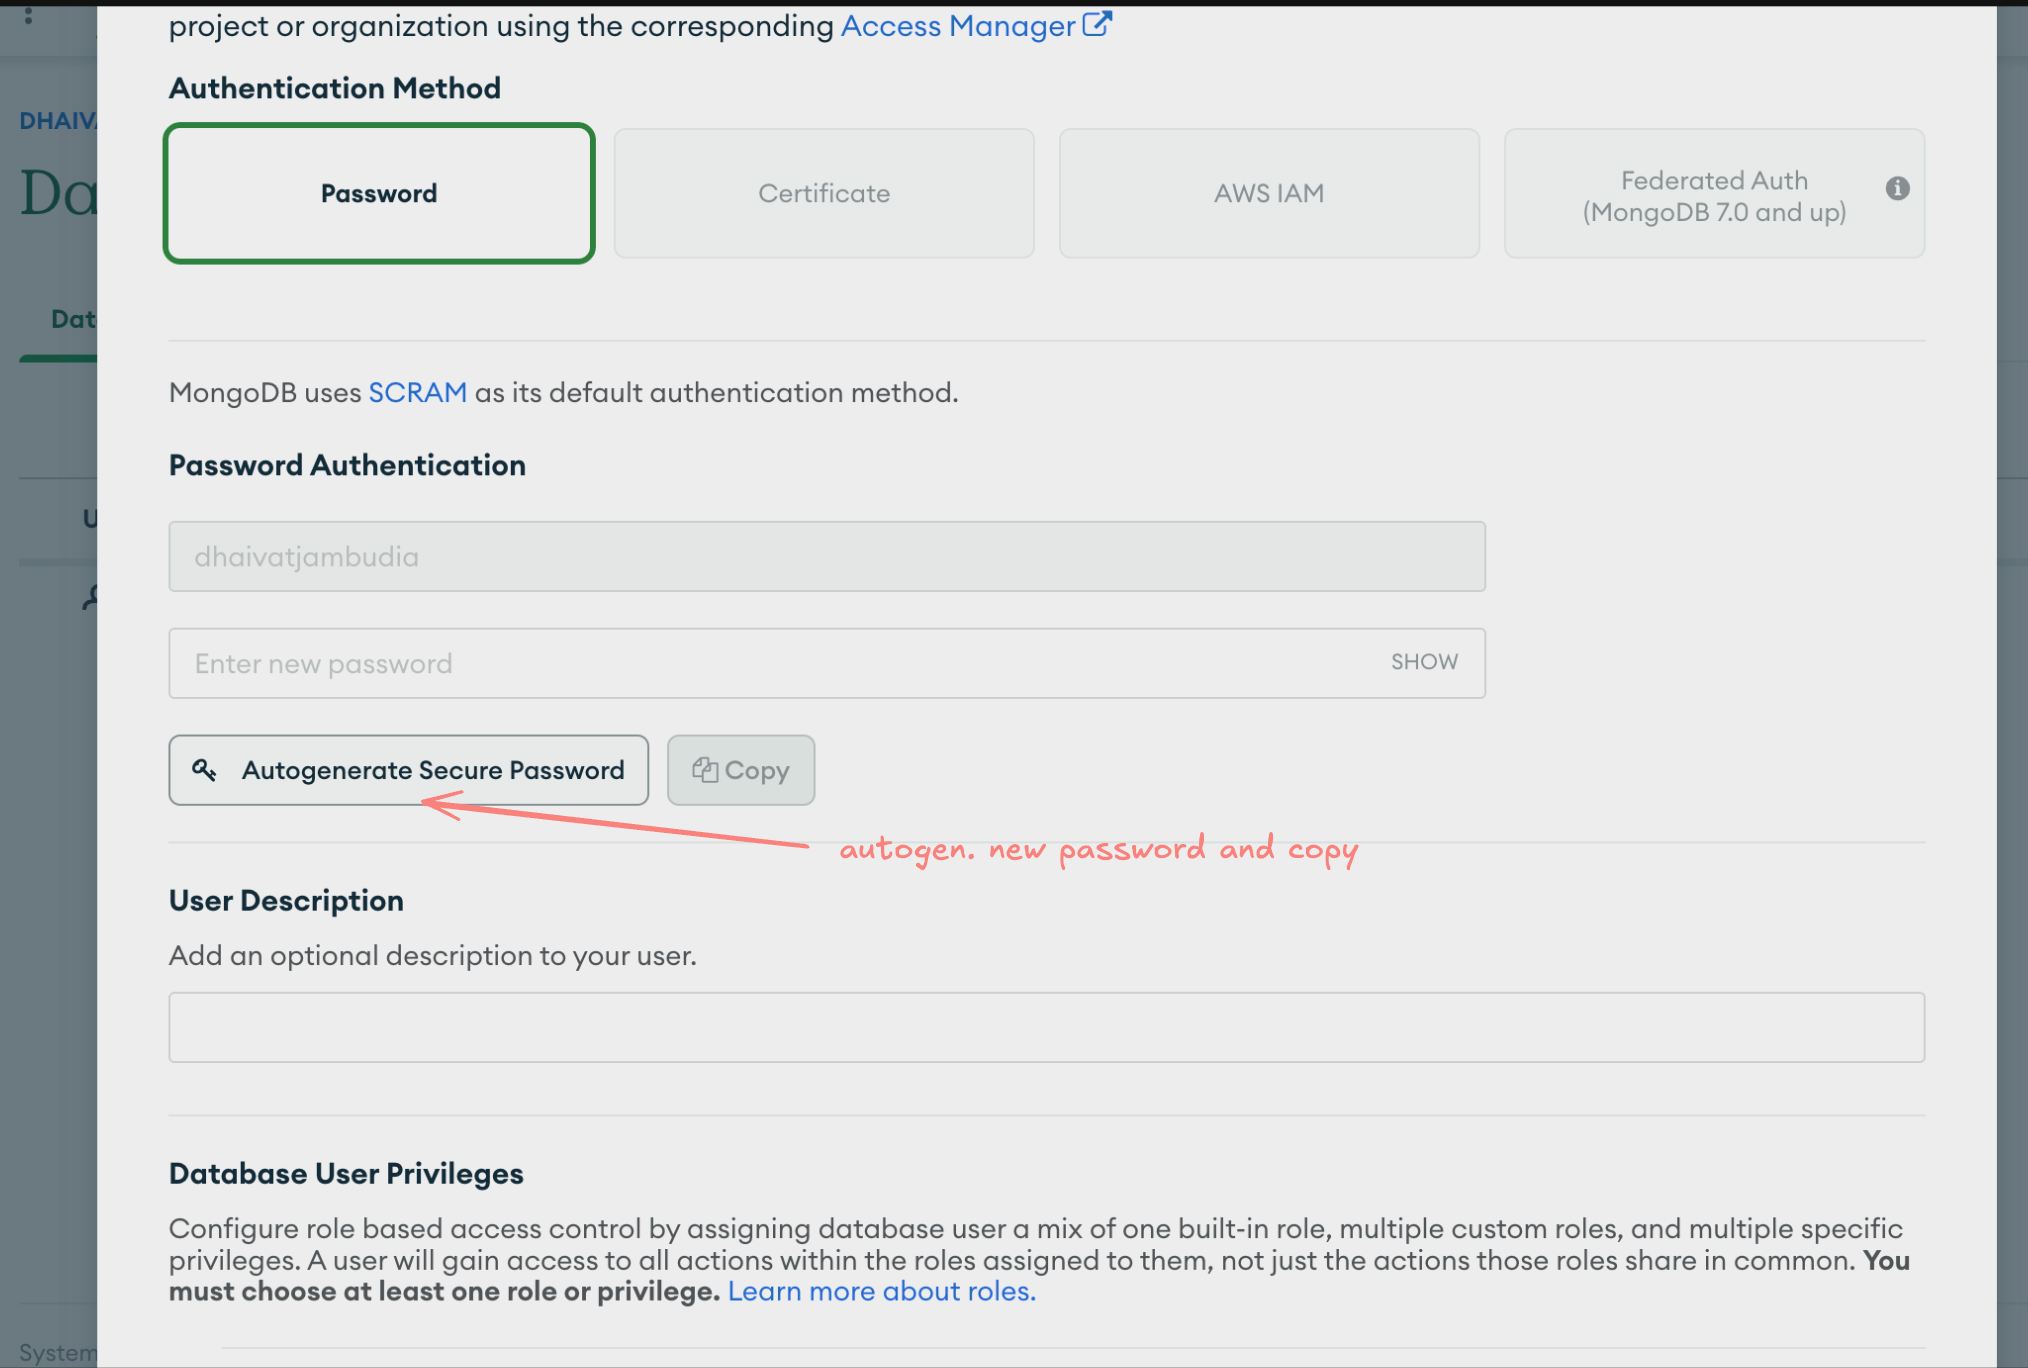 project or organization using the corresponding Access Manager
Authentication Method
DHAIVA
Password
Certificate
AWS IAM
Federated Auth
(MongoDB 7.0 and up)
Da
Dat
MongoDB uses SCRAM as its default authentication method.
Password Authentication
U
dhaivatjambudia
Enter new password
SHOW
Autogenerate Secure Password
Copy
autogen. new password and copy
User Description
Add an optional description to your user.
Database User Privileges
Configure role based access control by assigning database user a mix of one built-in role, multiple custom roles, and multiple specific
privileges. A user will gain access to all actions within the roles assigned to them, not just the actions those roles share in common. You
must choose at least one role or privilege. Learn more about roles.
System